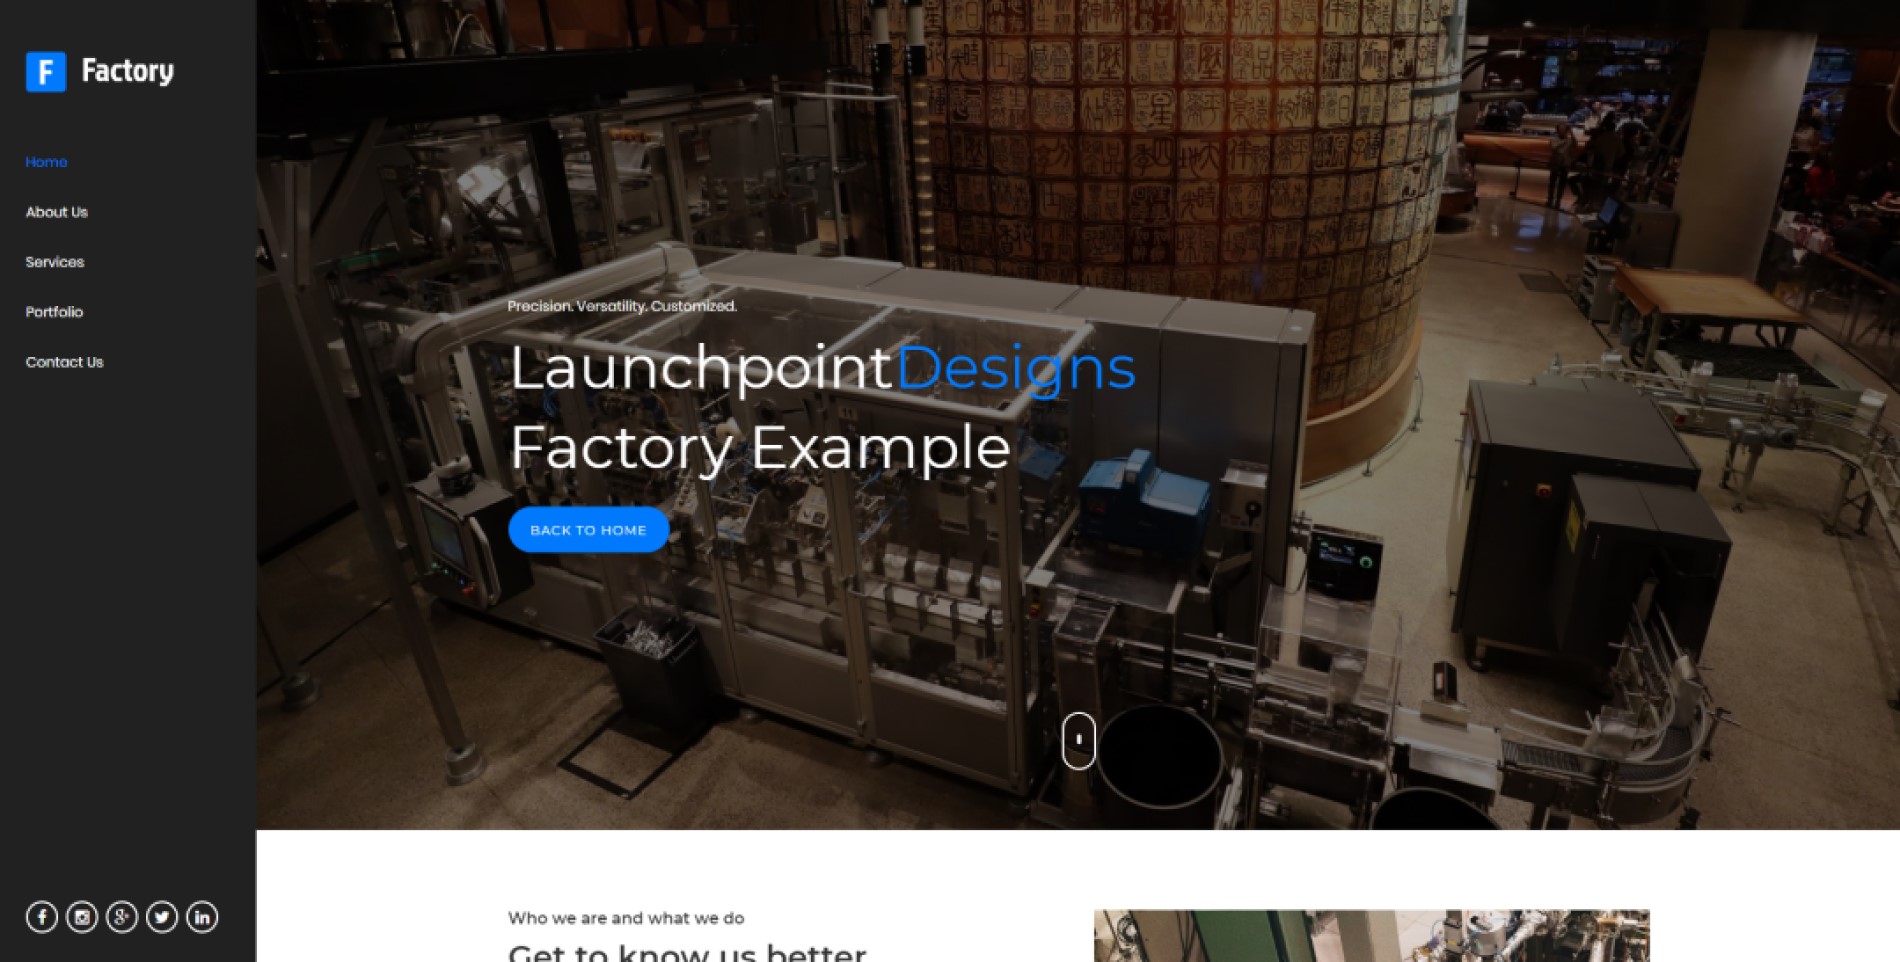 F Factory
Home
About Us
Services
Portfolio
Contact Us
Precision. Versatility. Customized.
LaunchpointDesigns
Factory Example
BACK TO HOME
Who we are and what we do
Get to know us better